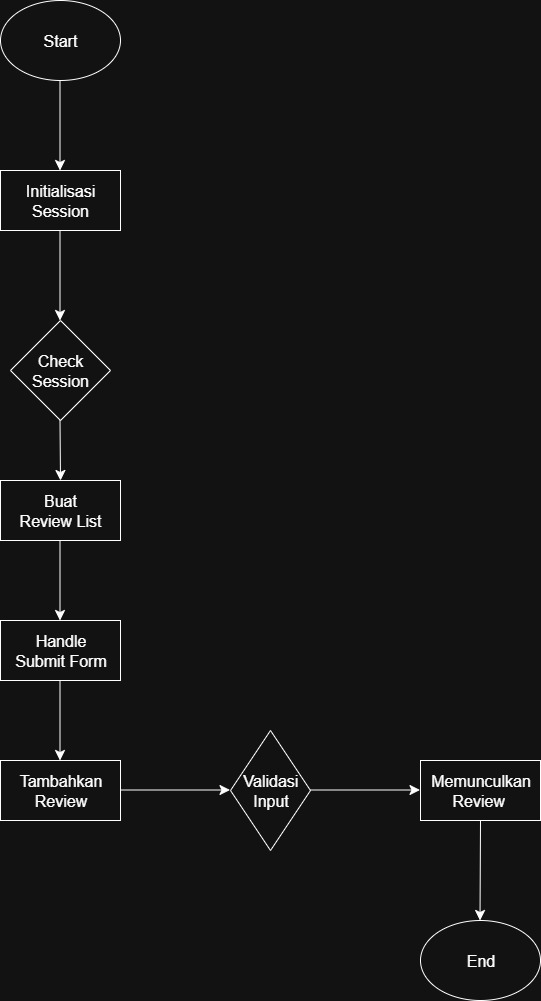 Start
Initialisasi
Session
Check
Session
Buat
Review List
Handle
Submit Form
Tambahkan
Review
Validasi
Input
Memunculkan
Review
End